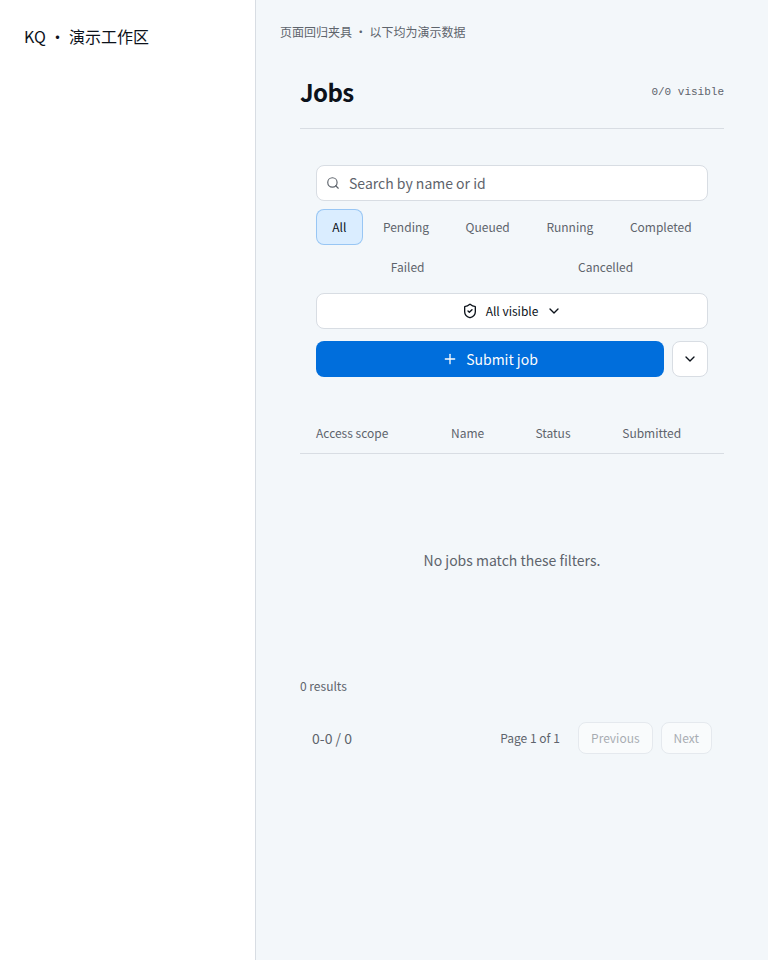 KQ · 演示工作区
页面回归夹具 · 以下均为演示数据
Jobs
0/0 visible
Search by name or id
All Pending Queued Running Completed
Failed Cancelled
All visible
Submit job
Access scope Name Status Submitted
No jobs match these filters.
0 results
0-0 / 0 Page 1 of 1 Previous Next